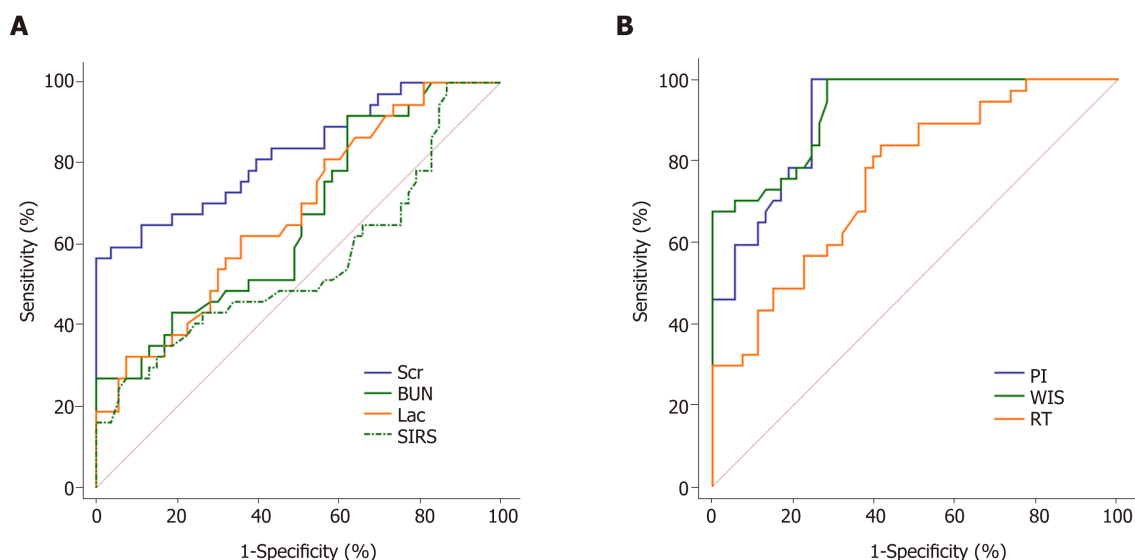 A
Sensitivity (%)
100
80
60
40
20
0
0 20 40 60 80 100
1-Specificity (%)
Scr
BUN
Lac
SIRS
B
Sensitivity (%)
100
80
60
40
20
0
0 20 40 60 80 100
1-Specificity (%)
PI
WIS
RT